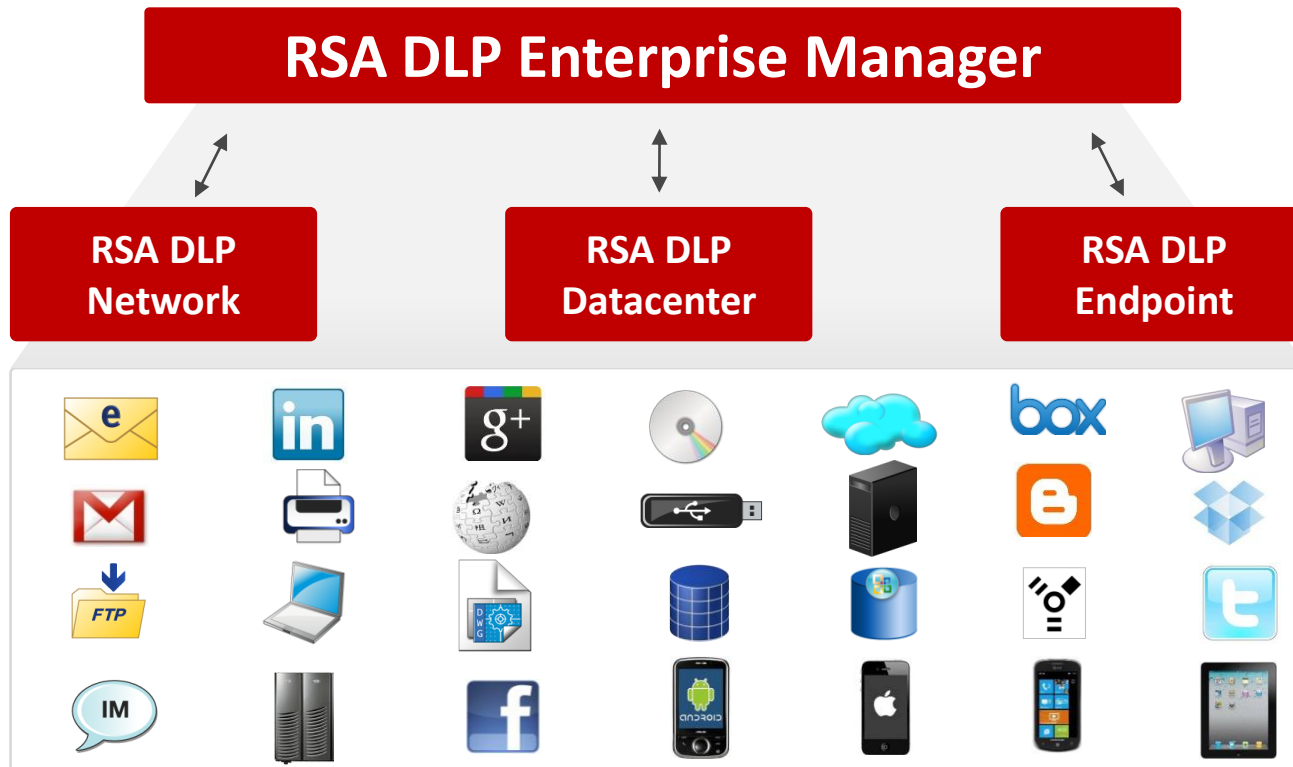 RSA DLP Enterprise Manager
RSA DLP
Network
RSA DLP
Datacenter
RSA DLP
Endpoint
e
in
g+
box
FTP
DWG
IM
f
android